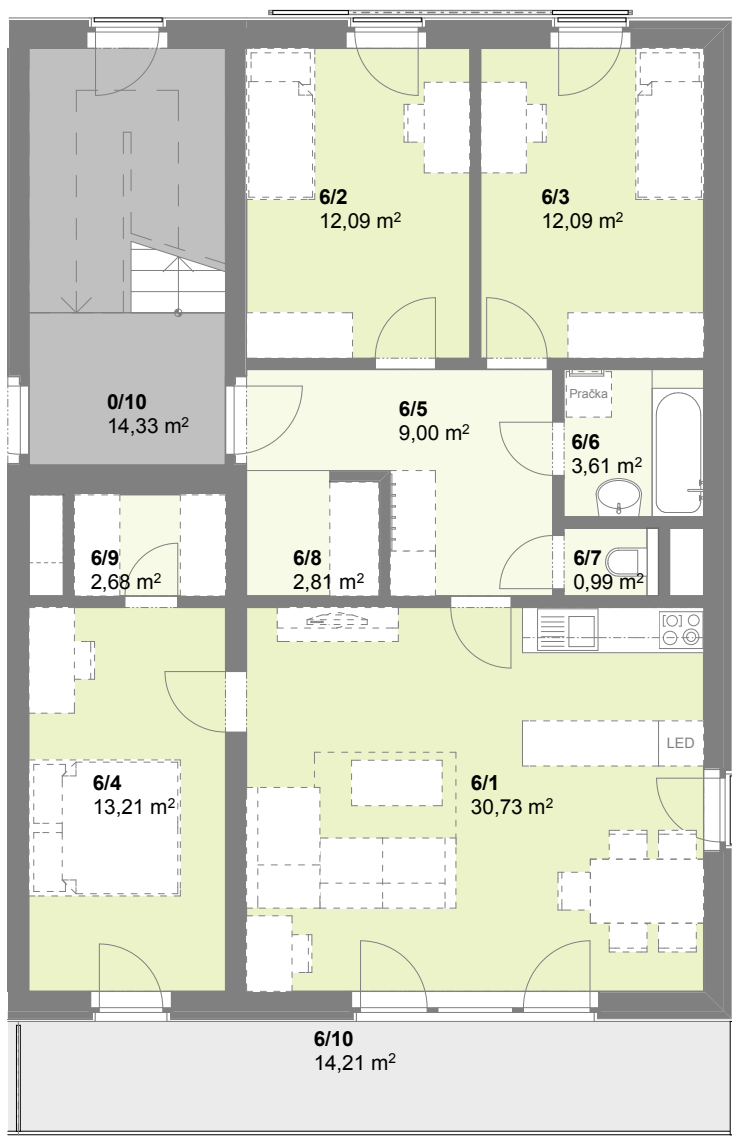 6/2
12,09 m²
6/3
12,09 m²
0/10
14,33 m²
6/5
9,00 m²
Pračka
6/6
3,61 m²
6/9
2,68 m²
6/8
2,81 m²
6/7
0,99 m²
LED
6/4
13,21 m²
6/1
30,73 m²
6/10
14,21 m²